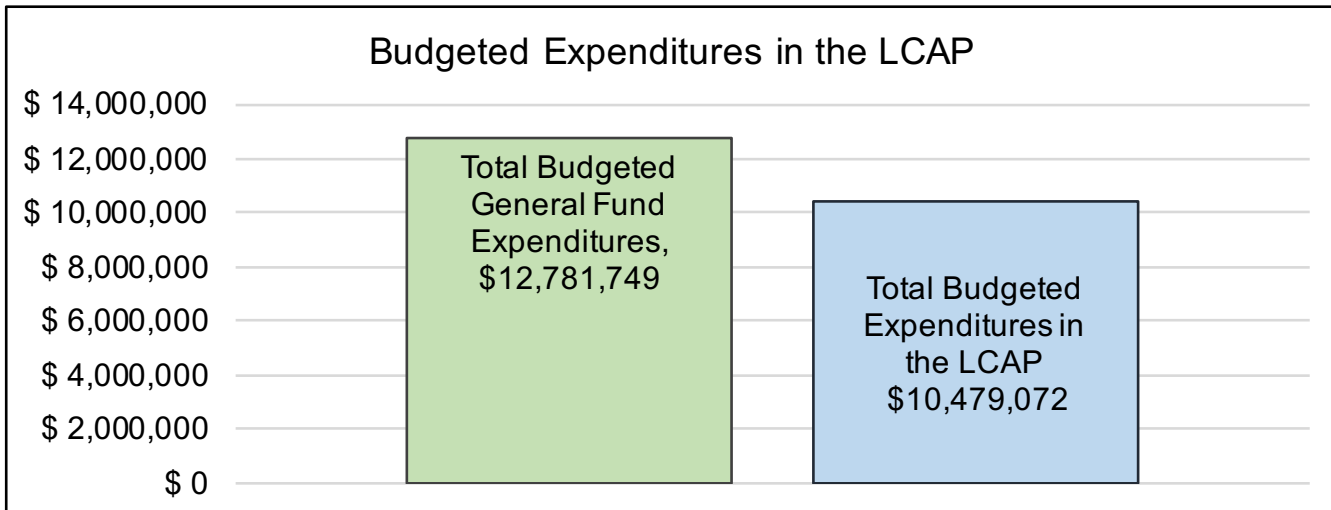 Budgeted Expenditures in the LCAP
$ 14,000,000
$ 12,000,000
$ 10,000,000
$ 8,000,000
$ 6,000,000
$ 4,000,000
$ 2,000,000
$ 0
Total Budgeted
General Fund
Expenditures,
$12,781,749
Total Budgeted
Expenditures in
the LCAP
$10,479,072